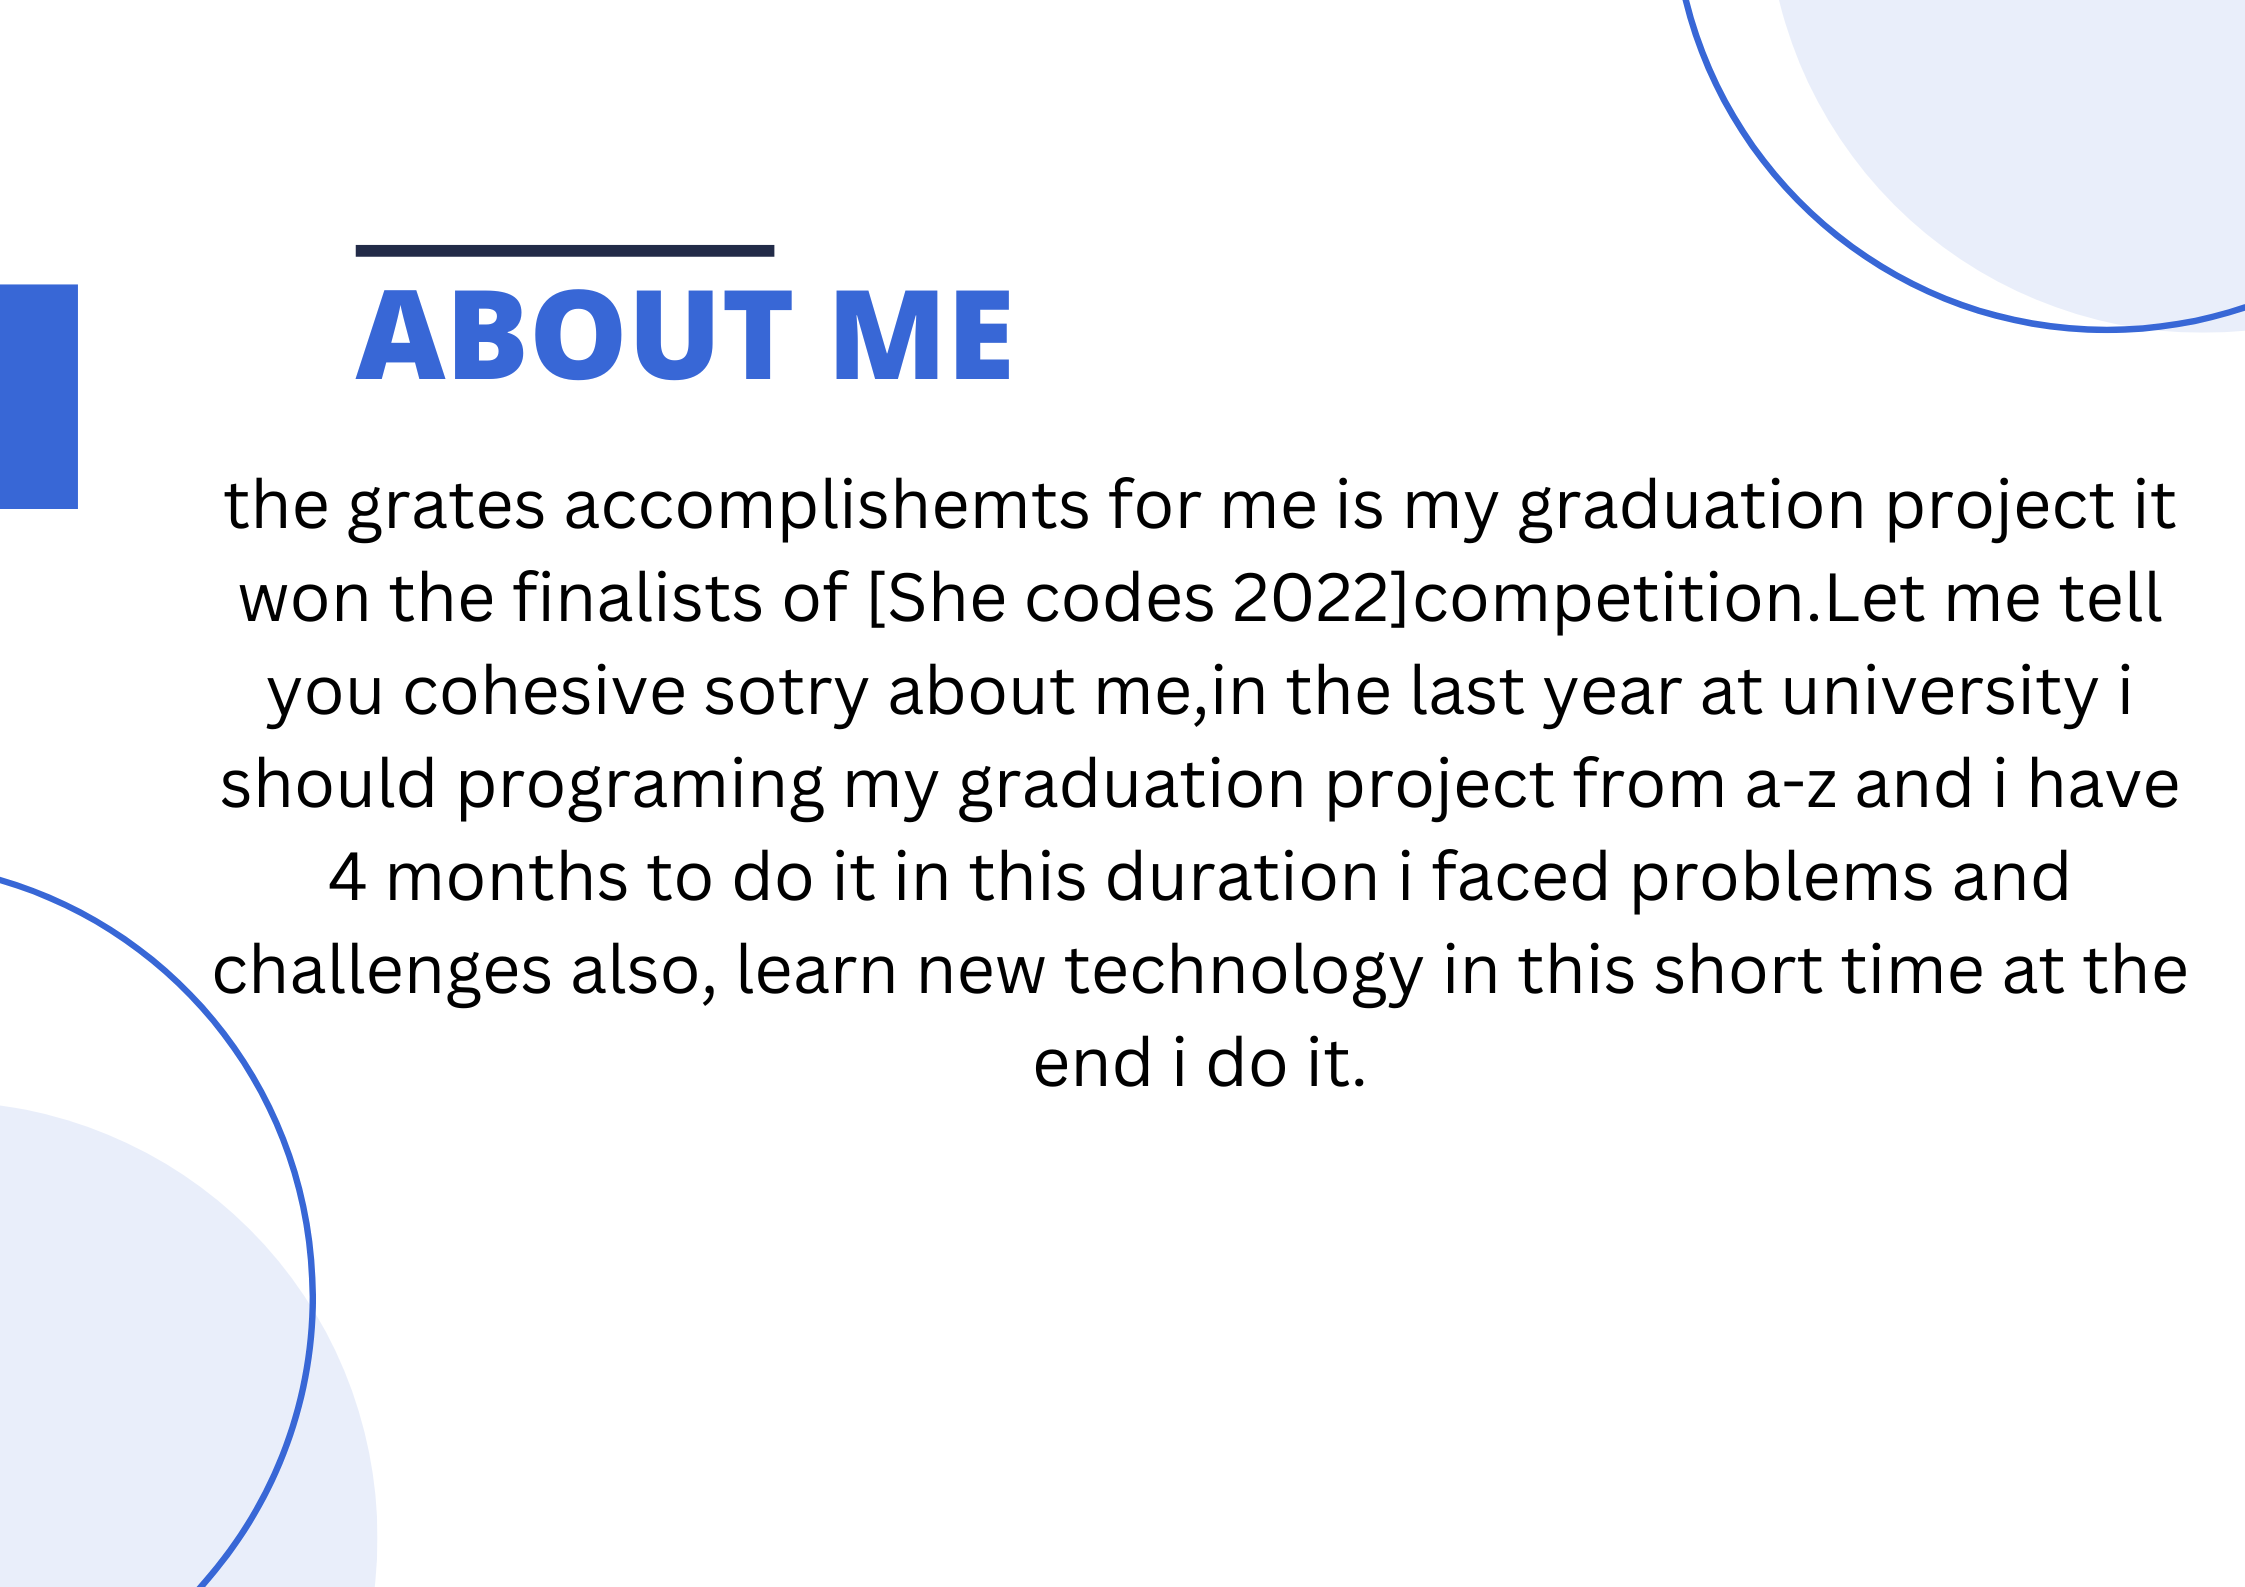 ABOUT ME
the grates accomplishemts for me is my graduation project it
won the finalists of [She codes 2022]competition.Let me tell
you cohesive sotry about me,in the last year at university i
should programing my graduation project from a-z and i have
4 months to do it in this duration i faced problems and
challenges also, learn new technology in this short time at the
end i do it.